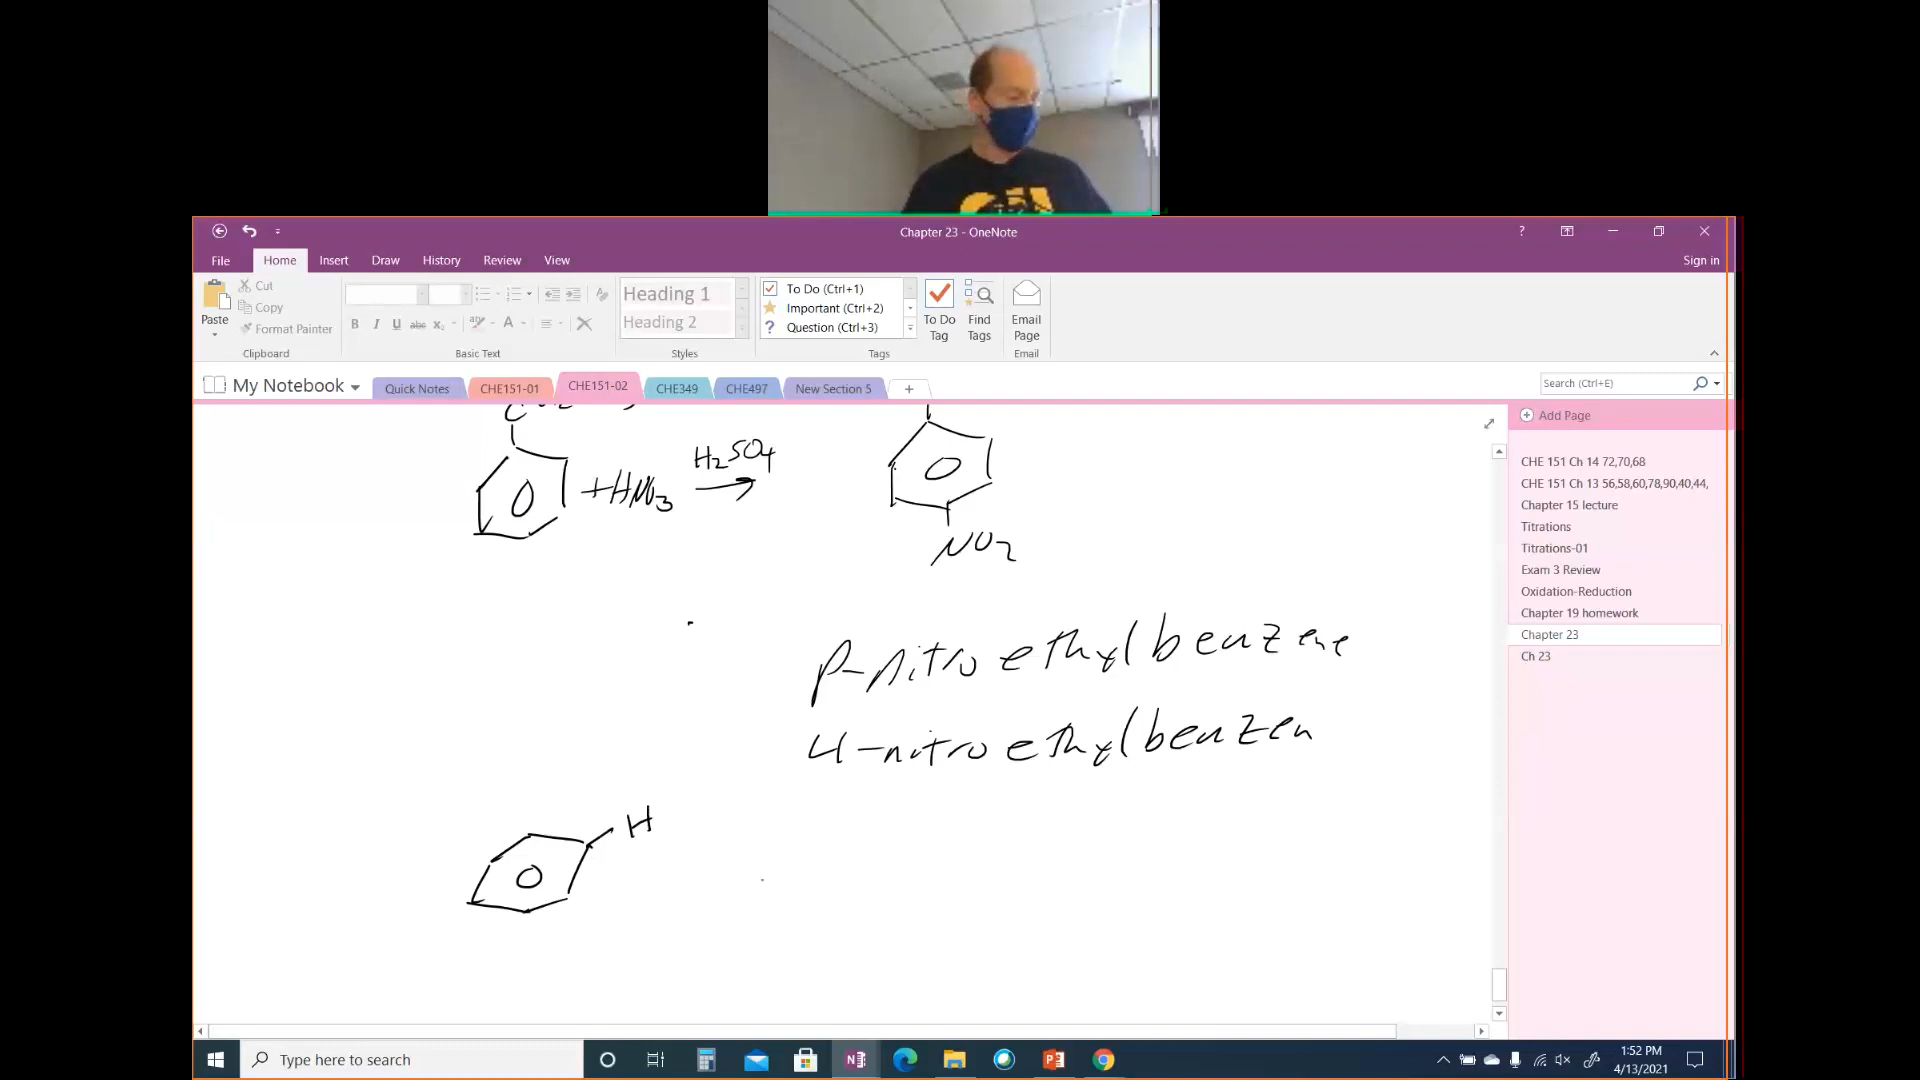 Chapter 23 - OneNote
?
File Home Insert Draw History Review View Sign in
Paste
Cut
Copy
Format Painter
Clipboard
B I U abc x₂ A
Basic Text
Heading 1
Heading 2
Styles
To Do (Ctrl+1)
Important (Ctrl+2)
? Question (Ctrl+3)
Tags
To Do Tag
Find Tags
Email Page
Email
My Notebook Quick Notes CHE151-01 CHE151-02 CHE349 CHE497 New Section 5 +
Search (Ctrl+E)
Add Page
CHE 151 Ch 14 72,70,68
CHE 151 Ch 13 56,58,60,78,90,40,44,
Chapter 15 lecture
Titrations
Titrations-01
Exam 3 Review
Oxidation-Reduction
Chapter 19 homework
Chapter 23
Ch 23
H₂SO₄
+HNO₃
NO₂
p-nitroethylbenzene
4-nitroethylbenzen
H
Type here to search
1:52 PM
4/13/2021